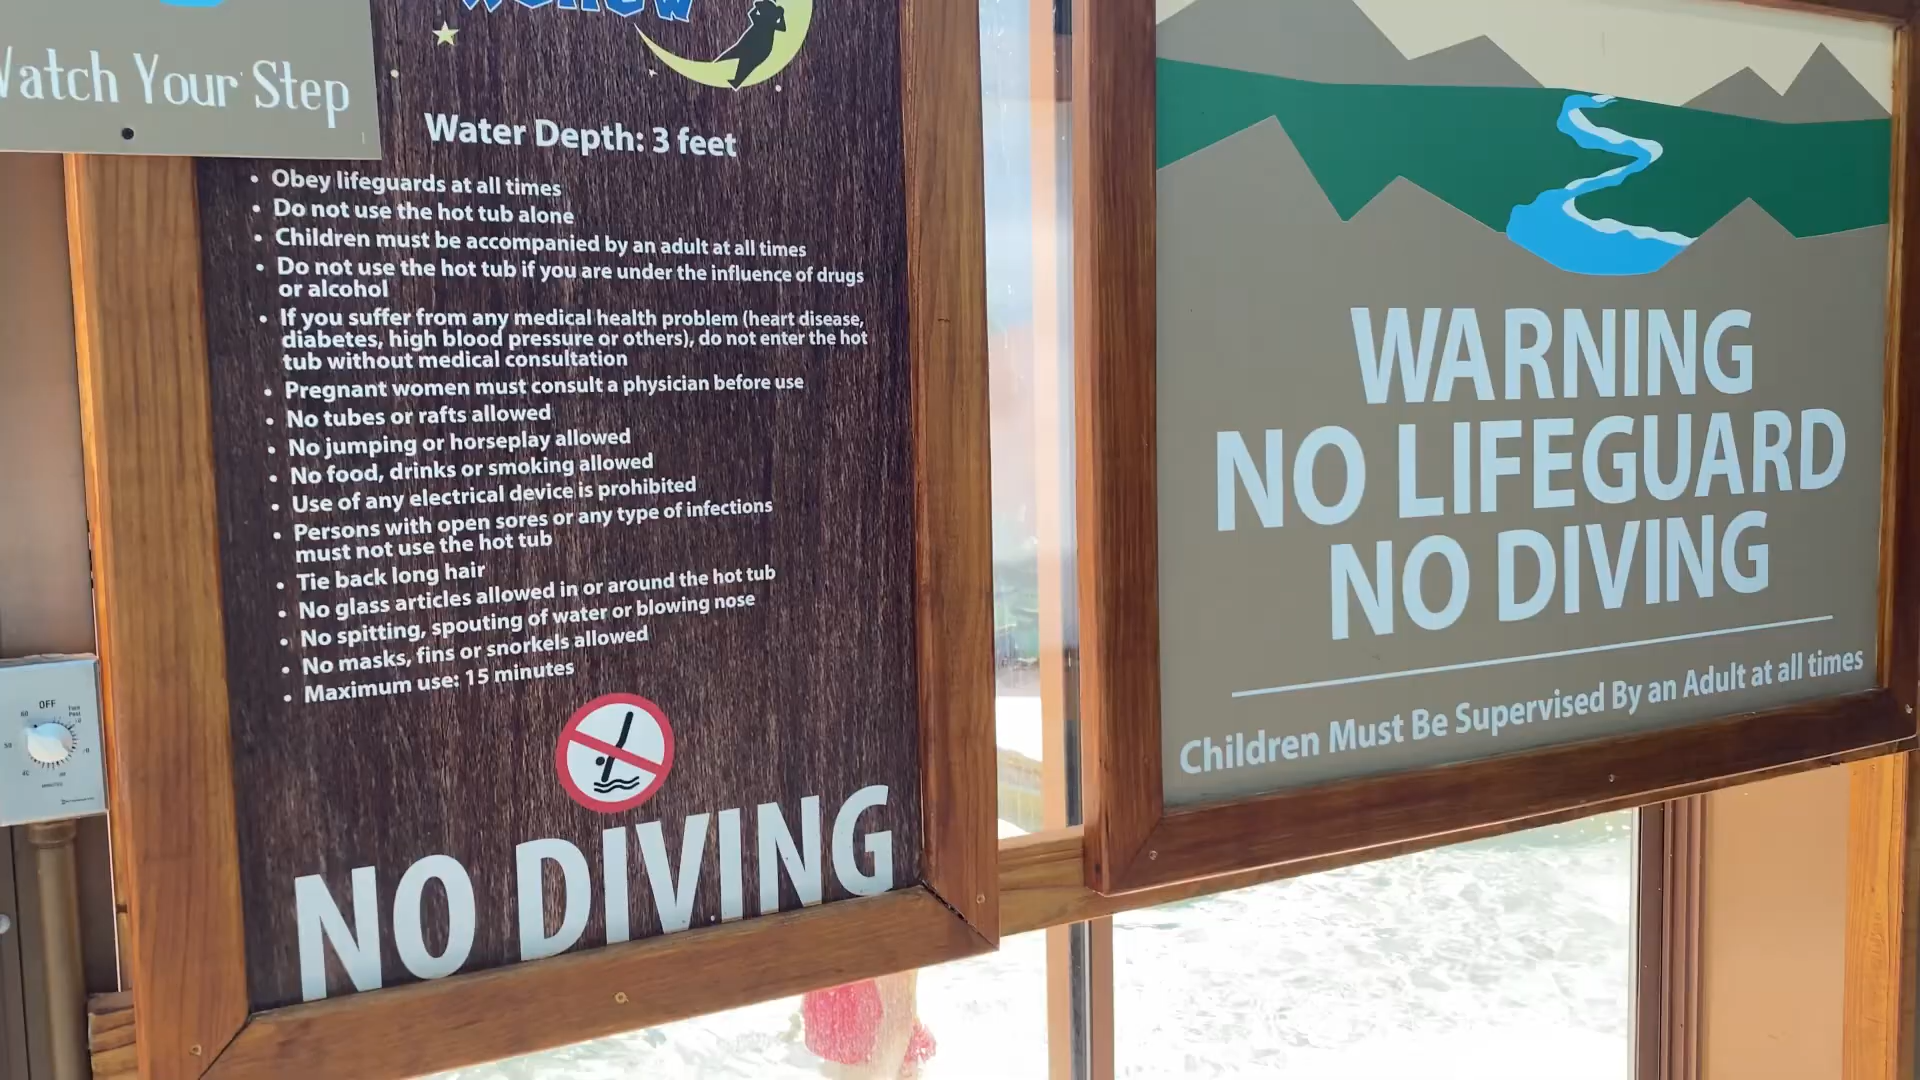 Watch Your Step
Water Depth: 3 feet
• Obey lifeguards at all times
• Do not use the hot tub alone
• Children must be accompanied by an adult at all times
• Do not use the hot tub if you are under the influence of drugs
or alcohol
• If you suffer from any medical health problem (heart disease,
diabetes, high blood pressure or others), do not enter the hot
tub without medical consultation
• Pregnant women must consult a physician before use
• No tubes or rafts allowed
• No jumping or horseplay allowed
• No food, drinks or smoking allowed
• Use of any electrical device is prohibited
• Persons with open sores or any type of infections
must not use the hot tub
• Tie back long hair
• No glass articles allowed in or around the hot tub
• No spitting, spouting of water or blowing nose
• No masks, fins or snorkels allowed
• Maximum use: 15 minutes
NO DIVING
OFF
WARNING
NO LIFEGUARD
NO DIVING
Children Must Be Supervised By an Adult at all times